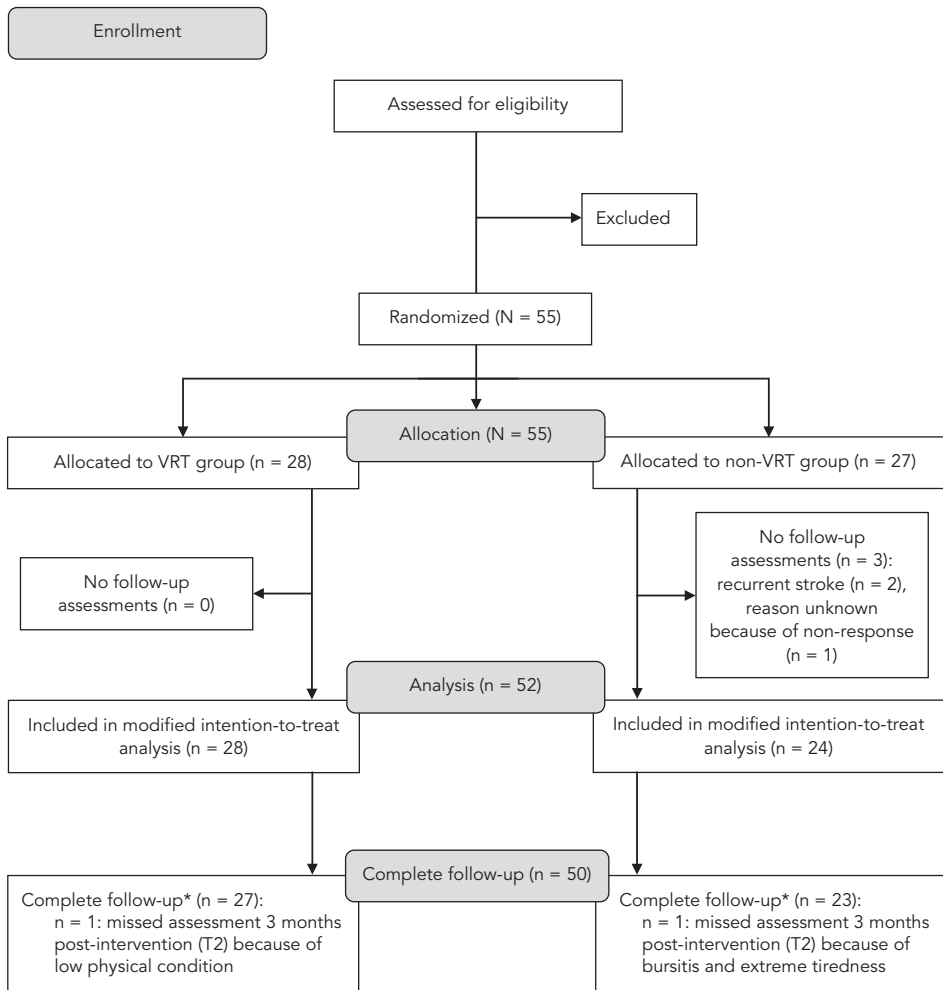 Enrollment
Assessed for eligibility
Excluded
Randomized (N = 55)
Allocation (N = 55)
Allocated to VRT group (n = 28)
Allocated to non-VRT group (n = 27)
No follow-up
assessments (n = 0)
No follow-up
assessments (n = 3):
recurrent stroke (n = 2),
reason unknown
because of non-response
(n = 1)
Analysis (n = 52)
Included in modified intention-to-treat
analysis (n = 28)
Included in modified intention-to-treat
analysis (n = 24)
Complete follow-up (n = 50)
Complete follow-up* (n = 27):
n = 1: missed assessment 3 months
post-intervention (T2) because of
low physical condition
Complete follow-up* (n = 23):
n = 1: missed assessment 3 months
post-intervention (T2) because of
bursitis and extreme tiredness